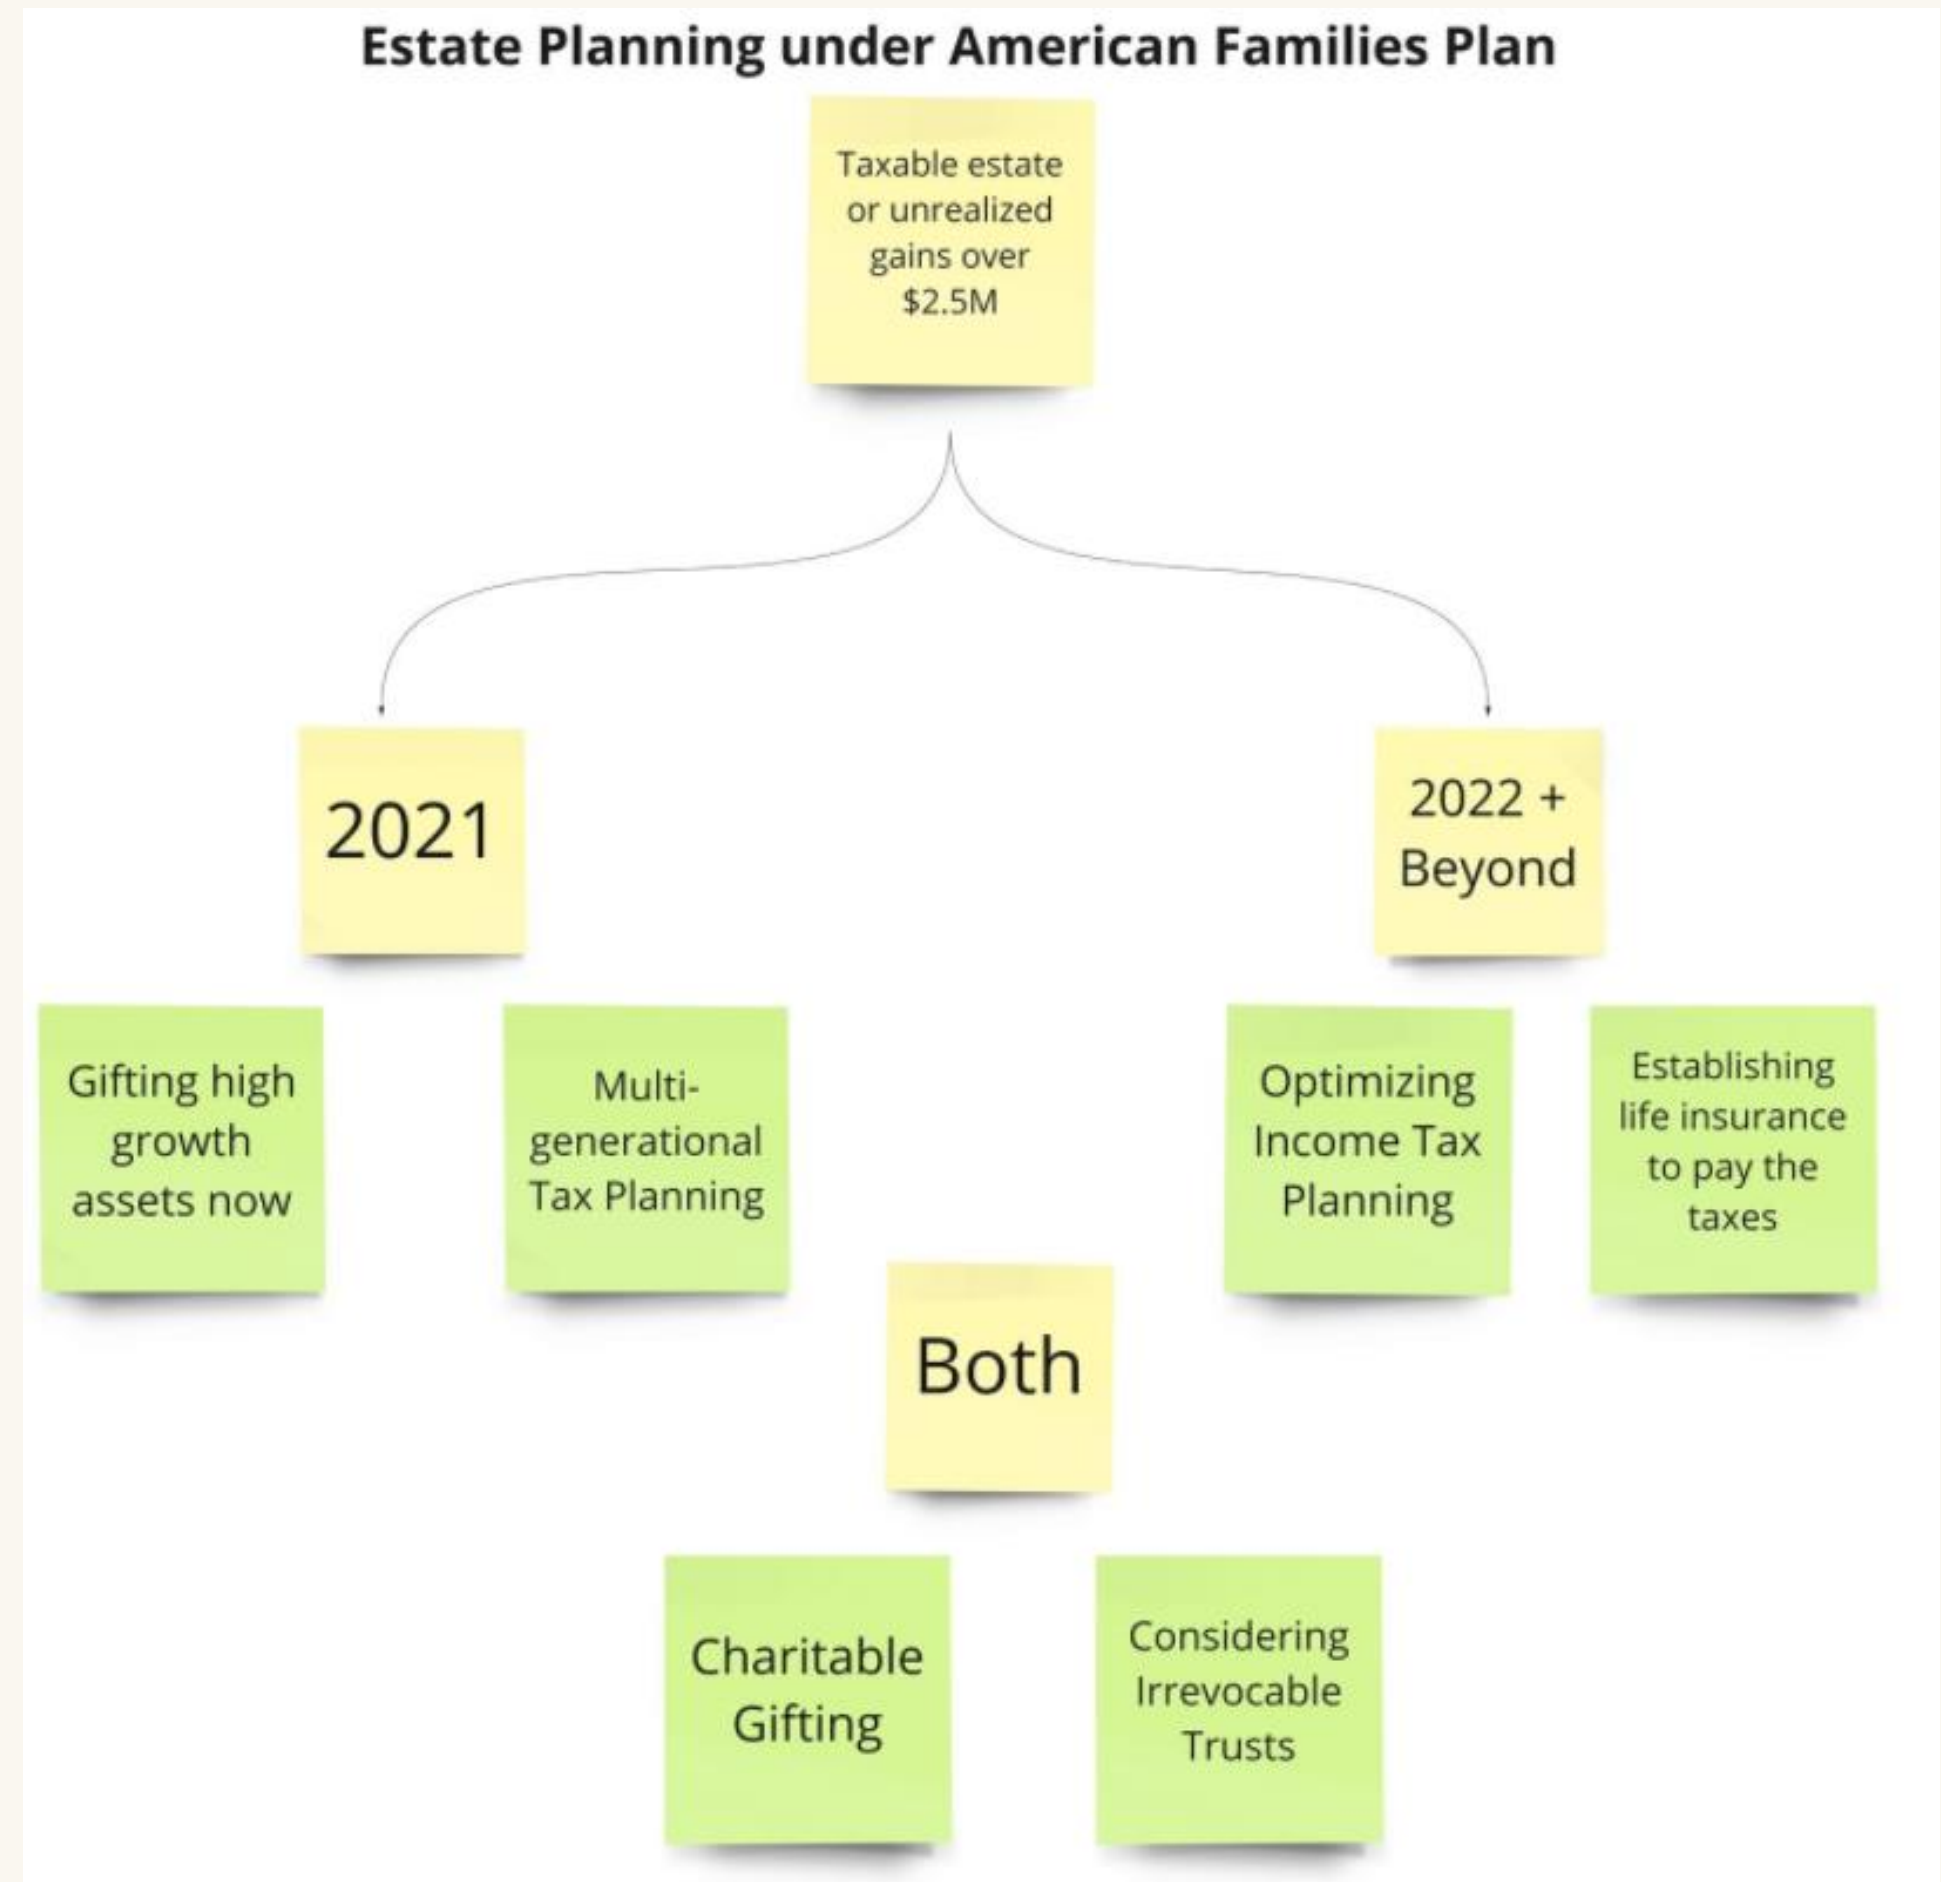 Estate Planning under American Families Plan
Taxable estate
or unrealized
gains over
$2.5M
2021
2022 +
Beyond
Gifting high
growth
assets now
Multi-
generational
Tax Planning
Optimizing
Income Tax
Planning
Establishing
life insurance
to pay the
taxes
Both
Charitable
Gifting
Considering
Irrevocable
Trusts